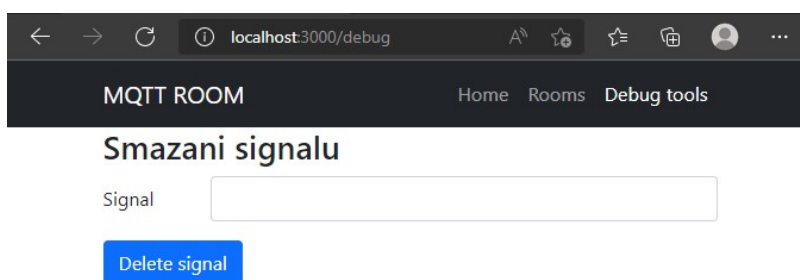 localhost:3000/debug
MQTT ROOM Home Rooms Debug tools
Smazani signalu
Signal
Delete signal